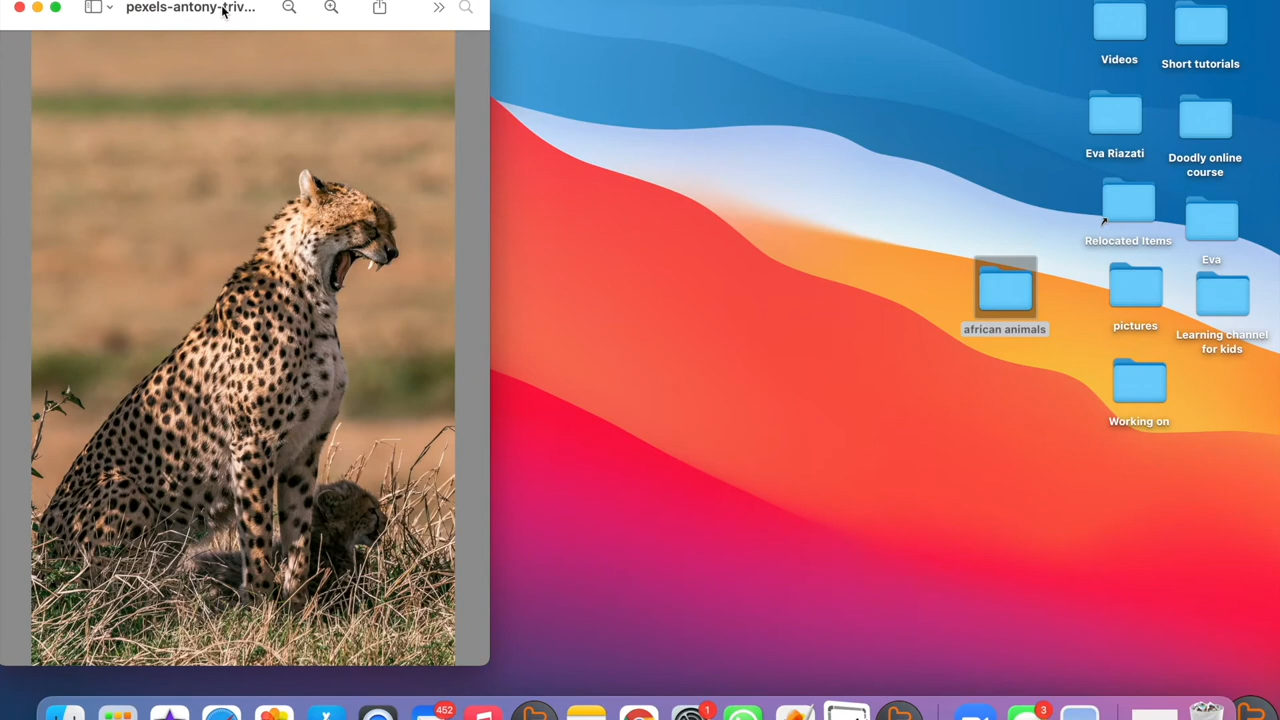 pexels-antony-triv...
Videos
Short tutorials
Eva Riazati
Doodly online
course
Relocated Items
Eva
african animals
pictures
Learning channel
for kids
Working on
452
1
3